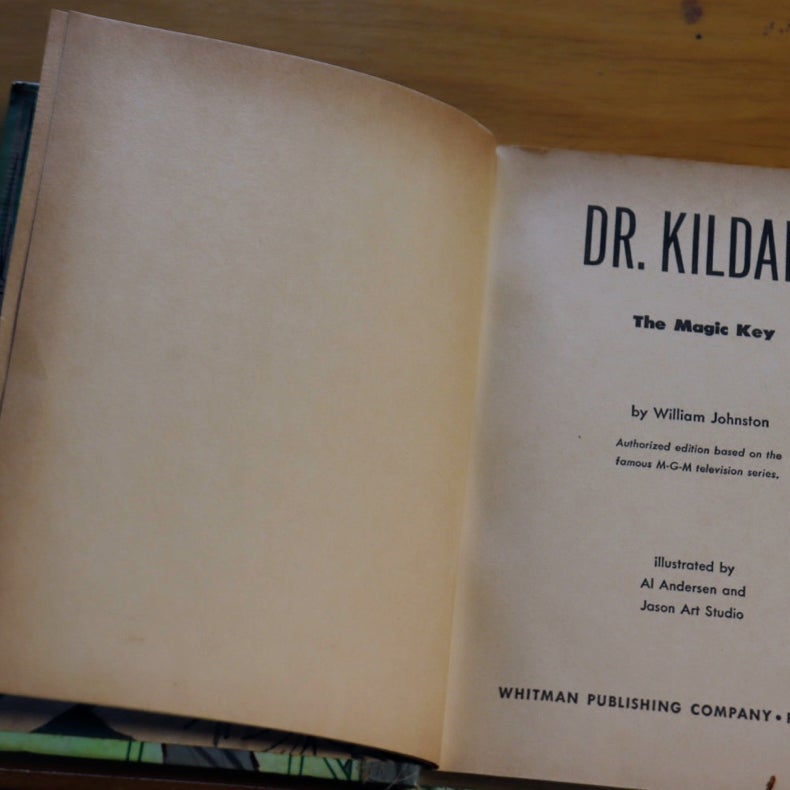 DR. KILDA
The Magic Key
by William Johnston
Authorized edition based on the
famous M-G-M television series.
illustrated by
Al Andersen and
Jason Art Studio
WHITMAN PUBLISHING COMPANY •